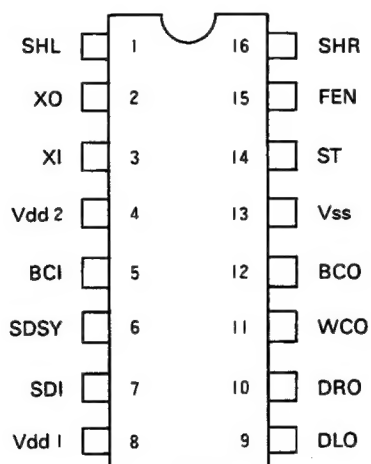 SHL 1 16 SHR
XO 2 15 FEN
XI 3 14 ST
Vdd 2 4 13 Vss
BCI 5 12 BCO
SDSY 6 11 WCO
SDI 7 10 DRO
Vdd 1 8 9 DLO